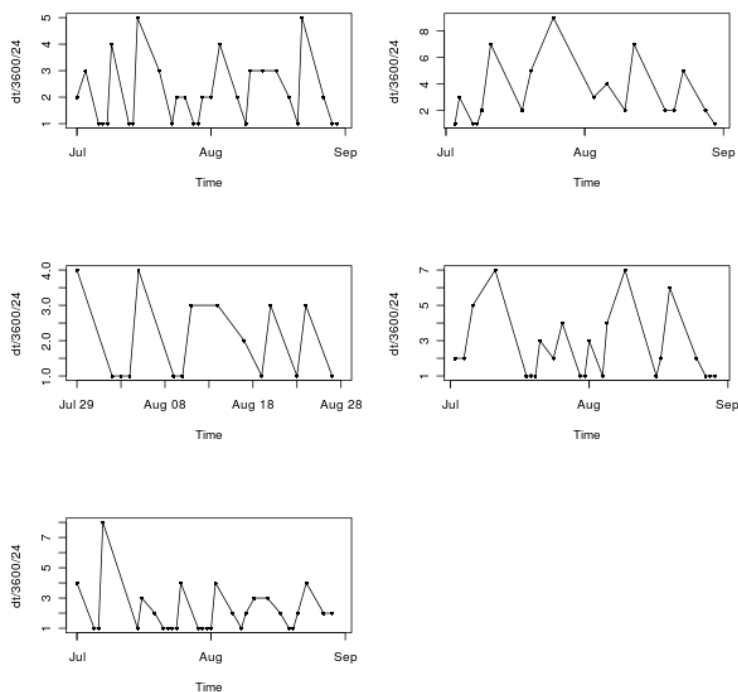 dt/3600/24
5
4
3
2
1
Jul Aug Sep
Time
dt/3600/24
8
6
4
2
Jul Aug Sep
Time
dt/3600/24
4.0
3.0
2.0
1.0
Jul 29 Aug 08 Aug 18 Aug 28
Time
dt/3600/24
7
5
3
1
Jul Aug Sep
Time
dt/3600/24
7
5
3
1
Jul Aug Sep
Time